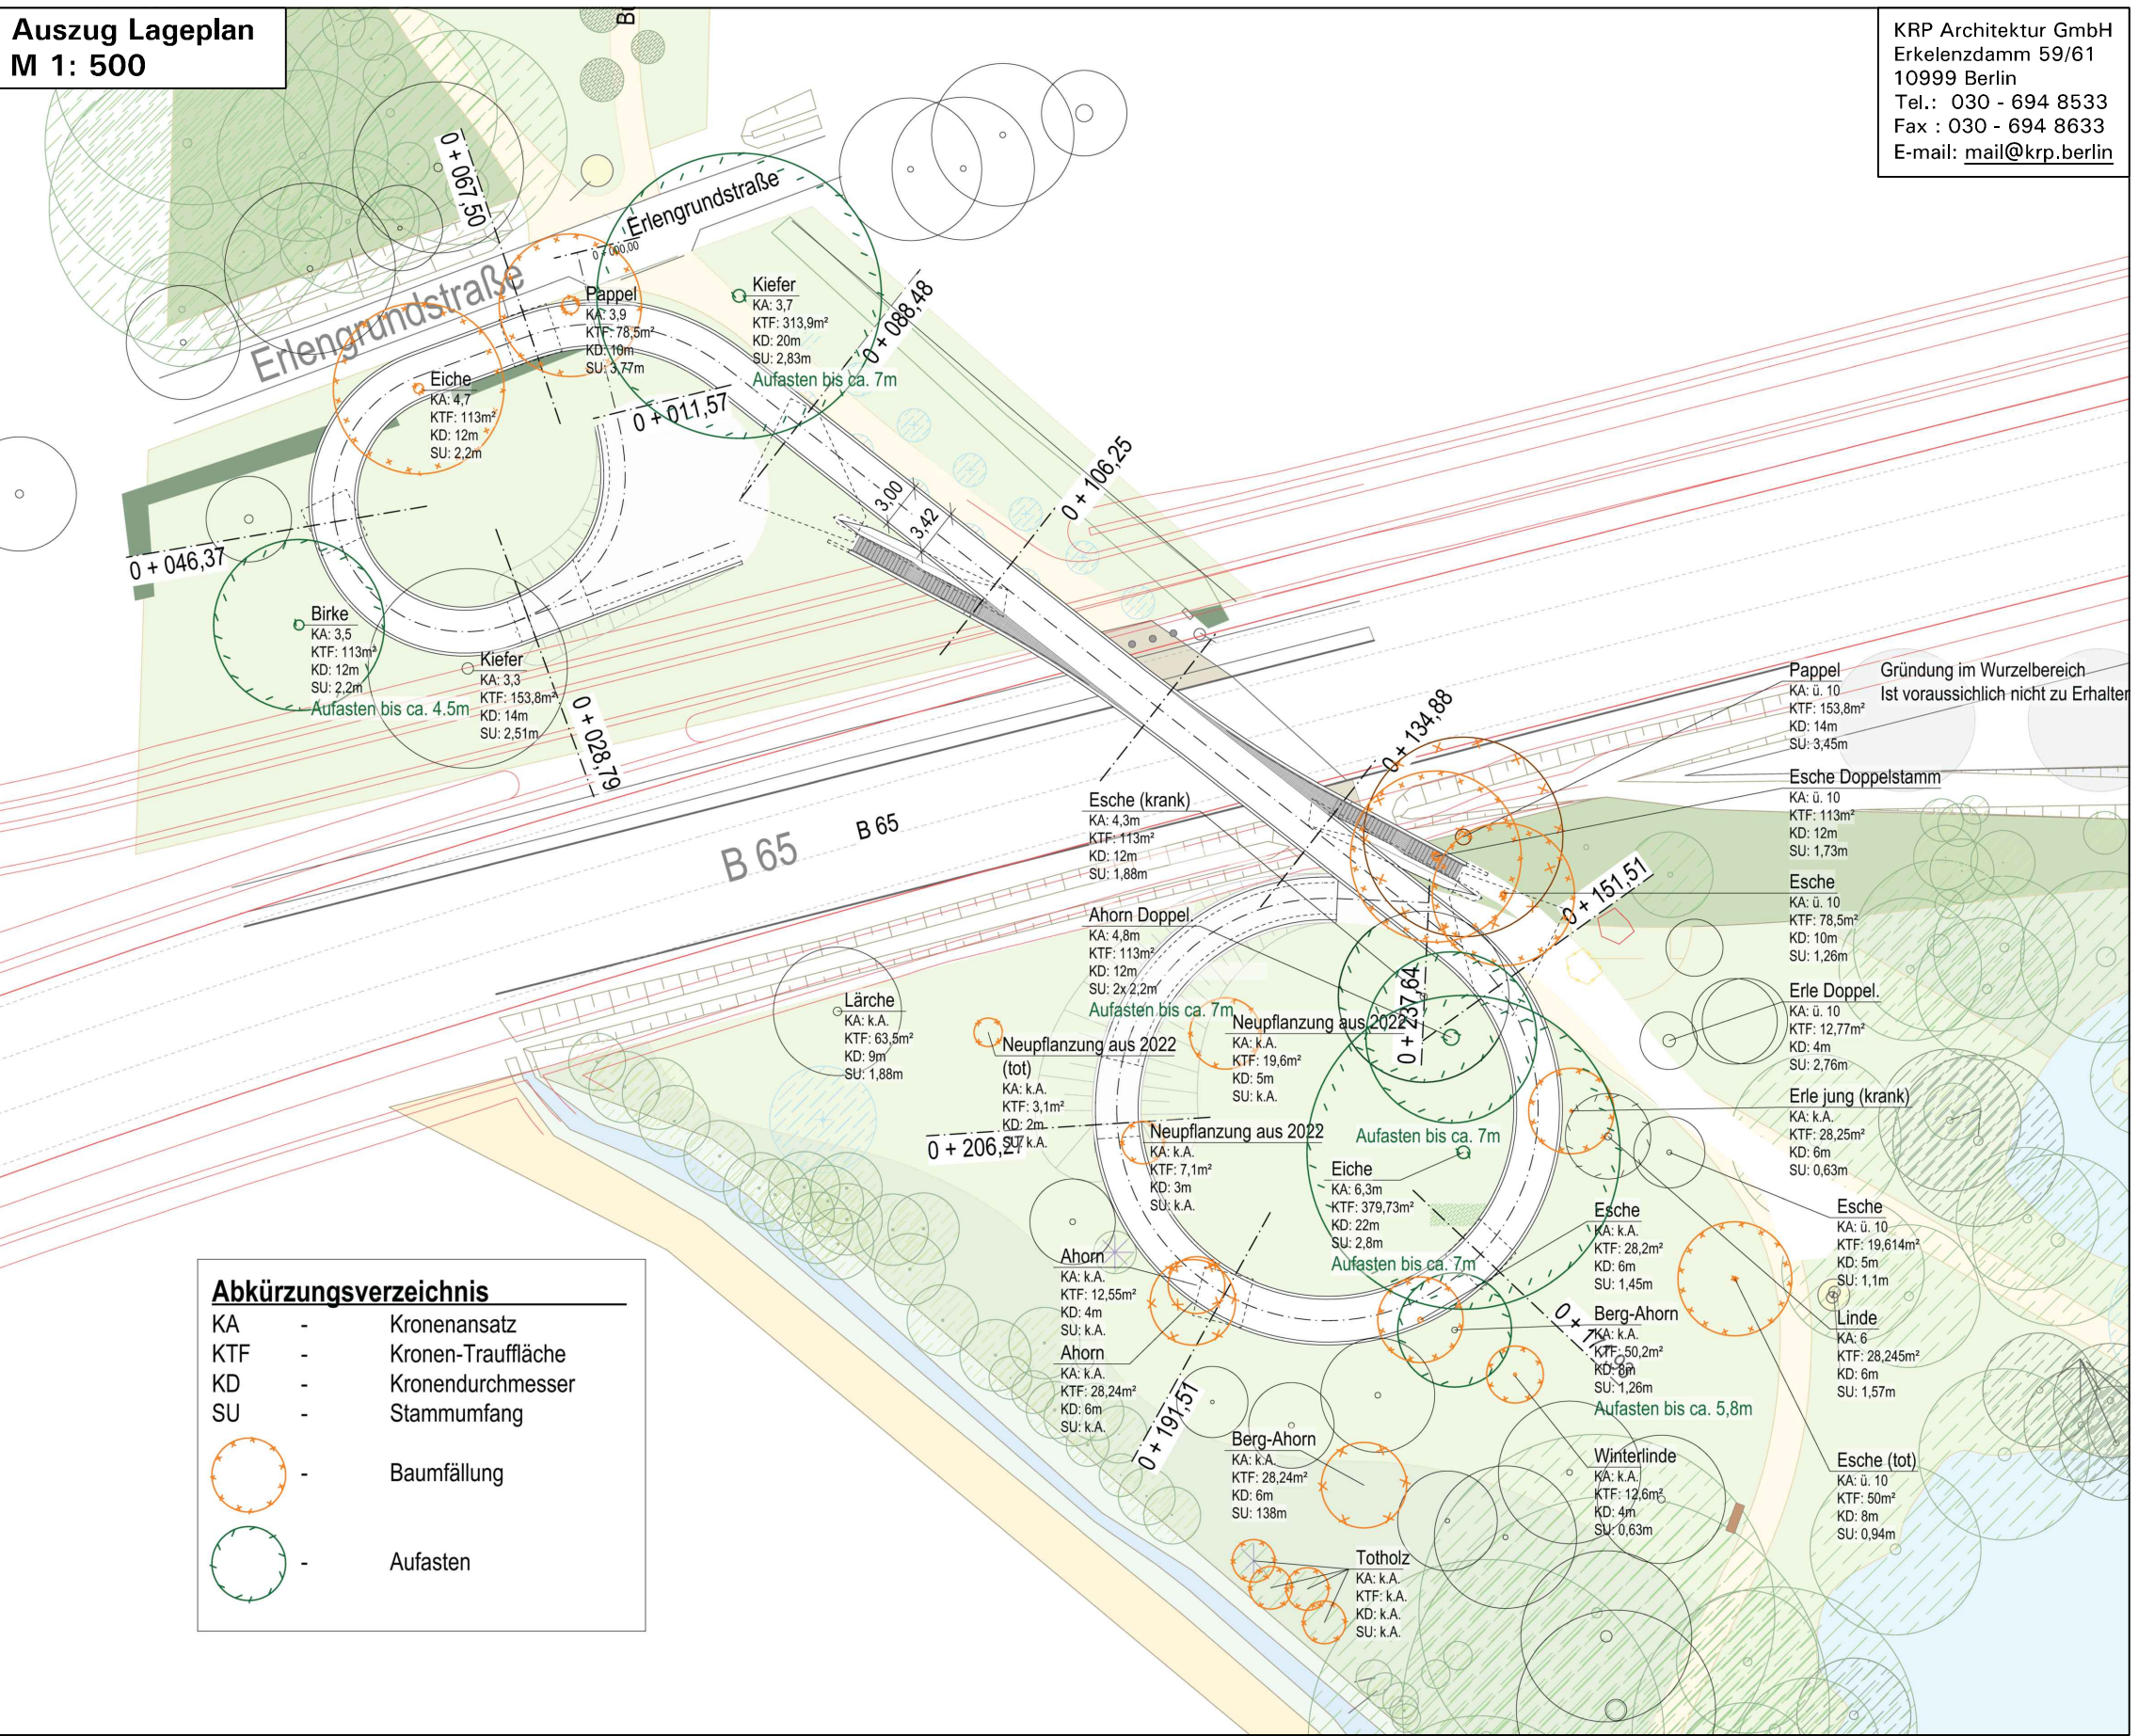 Auszug Lageplan
M 1: 500
KRP Architektur GmbH
Erkelenzdamm 59/61
10999 Berlin
Tel.: 030 - 694 8533
Fax : 030 - 694 8633
E-mail: mail@krp.berlin
0 + 067,50
Erlengrundstraße
0 + 000,00
Erlengrundstraße
Pappel
KA: 3,9
KTF: 78,5m²
KD: 10m
SU: 3,77m
Kiefer
KA: 3,7
KTF: 313,9m²
KD: 20m
SU: 2,83m
Aufasten bis ca. 7m
0 + 088,48
Eiche
KA: 4,7
KTF: 113m²
KD: 12m
SU: 2,2m
0 + 011,57
0 + 106,25
3,00
3,42
0 + 046,37
Birke
KA: 3,5
KTF: 113m²
KD: 12m
SU: 2,2m
Aufasten bis ca. 4.5m
Kiefer
KA: 3,3
KTF: 153,8m²
KD: 14m
SU: 2,51m
0 + 028,79
0 + 134,88
Pappel
KA: ü. 10
KTF: 153,8m²
KD: 14m
SU: 3,45m
Gründung im Wurzelbereich
Ist voraussichlich nicht zu Erhalten
Esche Doppelstamm
KA: ü. 10
KTF: 113m²
KD: 12m
SU: 1,73m
B 65
B 65
Esche (krank)
KA: 4,3m
KTF: 113m²
KD: 12m
SU: 1,88m
0 + 151,51
Esche
KA: ü. 10
KTF: 78,5m²
KD: 10m
SU: 1,26m
Ahorn Doppel.
KA: 4,8m
KTF: 113m²
KD: 12m
SU: 2x 2,2m
Aufasten bis ca. 7m
0 + 237,64
Erle Doppel.
KA: ü. 10
KTF: 12,77m²
KD: 4m
SU: 2,76m
Lärche
KA: k.A.
KTF: 63,5m²
KD: 9m
SU: 1,88m
Neupflanzung aus 2022
(tot)
KA: k.A.
KTF: 3,1m²
KD: 2m
SU: k.A.
Neupflanzung aus 2022
KA: k.A.
KTF: 19,6m²
KD: 5m
SU: k.A.
Erle jung (krank)
KA: k.A.
KTF: 28,25m²
KD: 6m
SU: 0,63m
0 + 206,27
Neupflanzung aus 2022
KA: k.A.
KTF: 7,1m²
KD: 3m
SU: k.A.
Aufasten bis ca. 7m
Eiche
KA: 6,3m
KTF: 379,73m²
KD: 22m
SU: 2,8m
Aufasten bis ca. 7m
Esche
KA: k.A.
KTF: 28,2m²
KD: 6m
SU: 1,45m
Esche
KA: ü. 10
KTF: 19,614m²
KD: 5m
SU: 1,1m
Ahorn
KA: k.A.
KTF: 12,55m²
KD: 4m
SU: k.A.
Ahorn
KA: k.A.
KTF: 28,24m²
KD: 6m
SU: k.A.
Berg-Ahorn
KA: k.A.
KTF: 50,2m²
KD: 8m
SU: 1,26m
Aufasten bis ca. 5,8m
Linde
KA: 6
KTF: 28,245m²
KD: 6m
SU: 1,57m
0 + 191,51
Berg-Ahorn
KA: k.A.
KTF: 28,24m²
KD: 6m
SU: 138m
Winterlinde
KA: k.A.
KTF: 12,6m²
KD: 4m
SU: 0,63m
Esche (tot)
KA: ü. 10
KTF: 50m²
KD: 8m
SU: 0,94m
Totholz
KA: k.A.
KTF: k.A.
KD: k.A.
SU: k.A.
Abkürzungsverzeichnis
KA - Kronenansatz
KTF - Kronen-Trauffläche
KD - Kronendurchmesser
SU - Stammumfang
- Baumfällung
- Aufasten